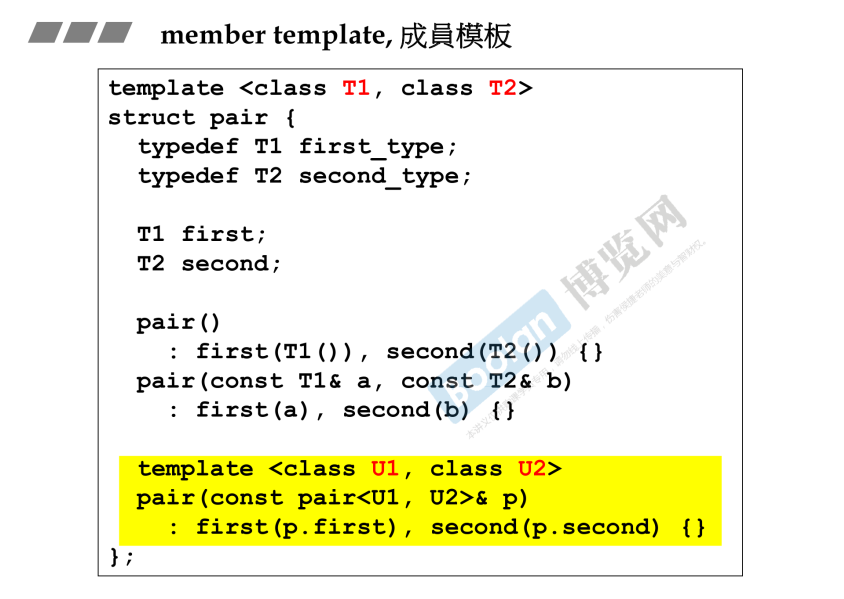 member template, 成員模板
template <class T1, class T2>
struct pair {
typedef T1 first_type;
typedef T2 second_type;
T1 first;
T2 second;
pair()
: first(T1()), second(T2()) {}
pair(const T1& a, const T2& b)
: first(a), second(b) {}
template <class U1, class U2>
pair(const pair<U1, U2>& p)
: first(p.first), second(p.second) {}
};
boolan 博览网